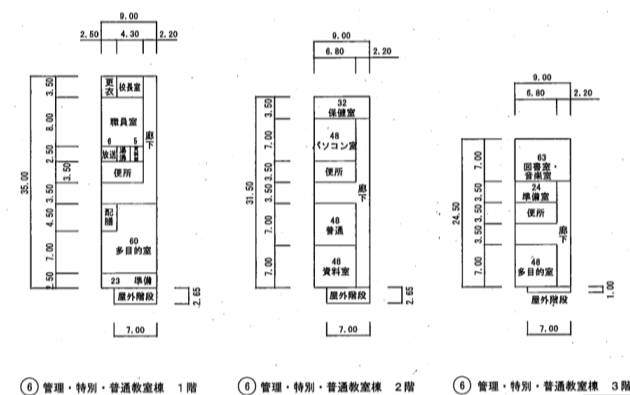 9.00
2.50 4.30 2.20
35.00
3.50
8.00
2.50
3.50
3.50
4.50
7.00
2.50
更衣
校長室
職員室
廊下
6 5
放送
便所
配膳
60
多目的室
23 準備
屋外階段
2.65
7.00
⑥ 管理・特別・普通教室棟 1階
9.00
6.80 2.20
31.50
3.50
7.00
3.50
3.50
7.00
7.00
32
保健室
48
パソコン室
便所
廊下
48
普通
48
資料室
屋外階段
2.65
7.00
⑥ 管理・特別・普通教室棟 2階
9.00
6.80 2.20
24.50
7.00
3.50
3.50
3.50
7.00
63
図書室・
音楽室
24
準備室
便所
廊下
48
多目的室
屋外階段
1.00
7.00
⑥ 管理・特別・普通教室棟 3階